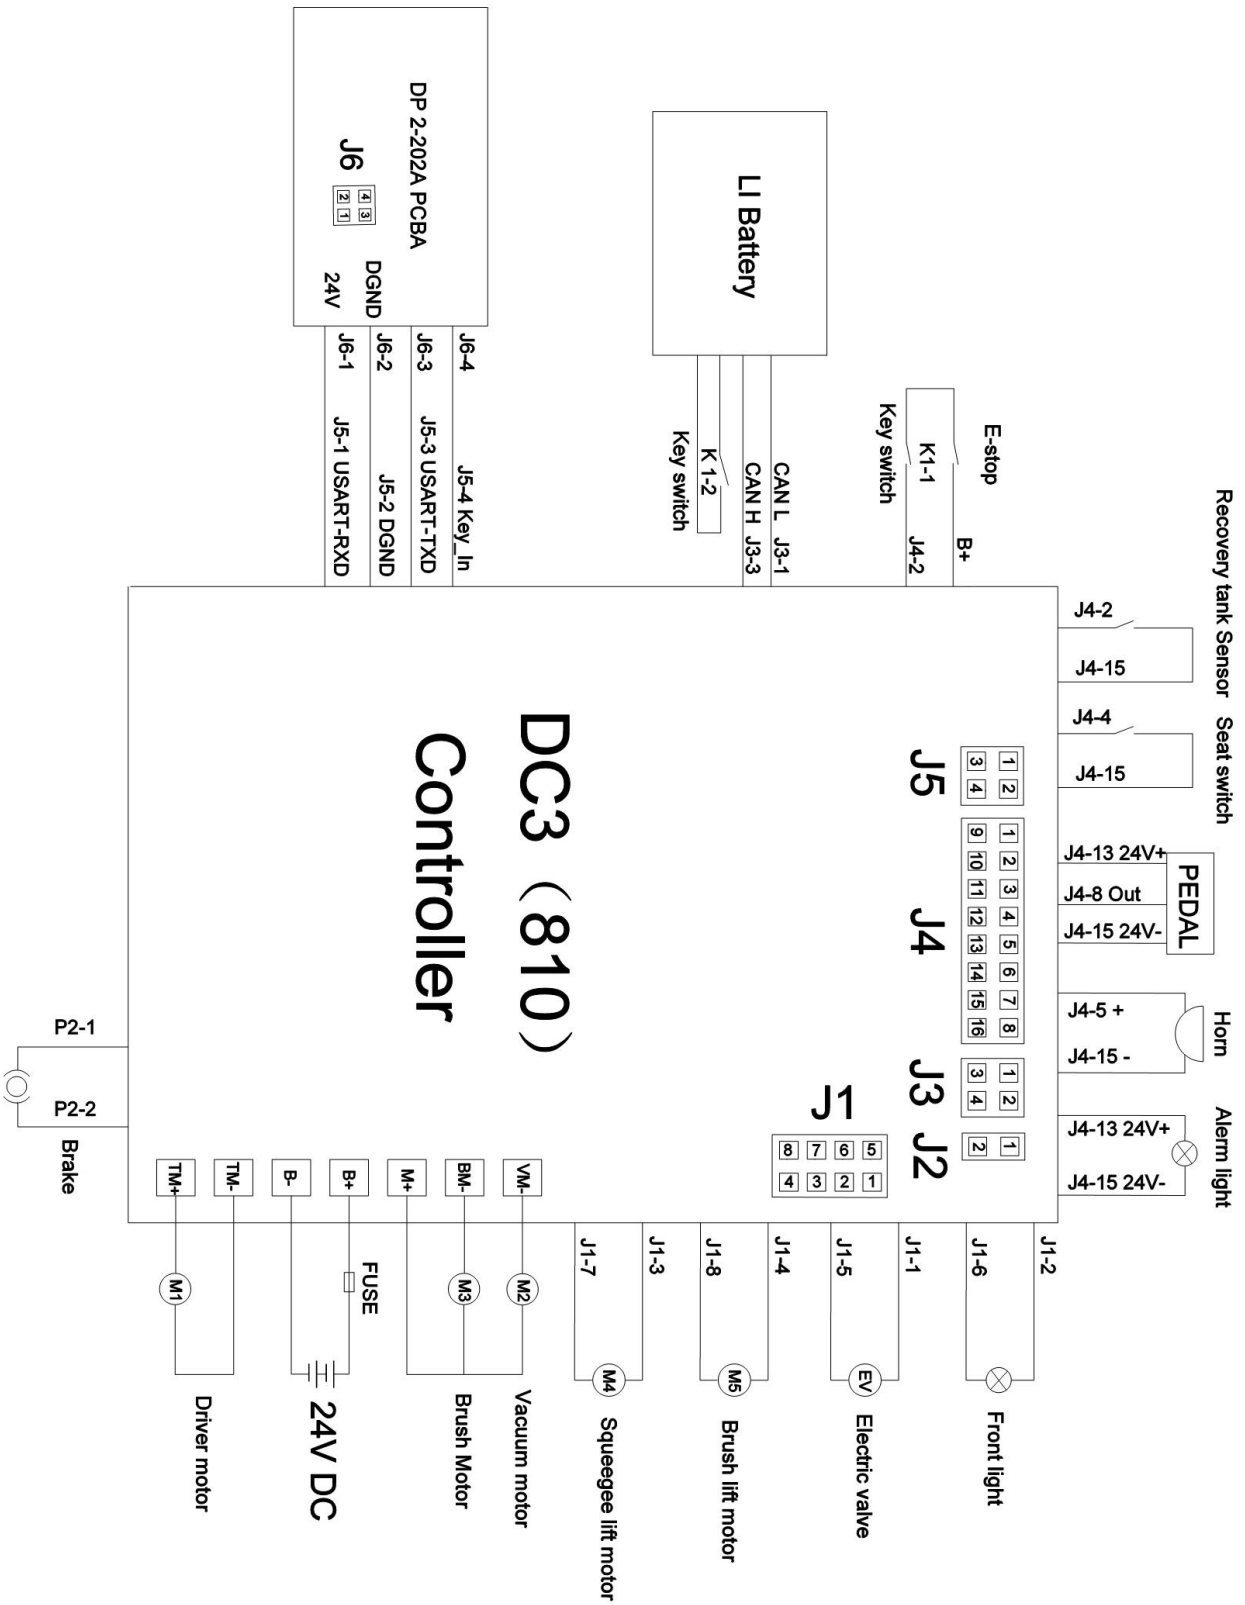 DP 2-202A PCBA
J6
4 3
2 1
DGND
24V
J6-4
J6-3
J6-2
J6-1
J5-4 Key_In
J5-3 USART-TXD
J5-2 DGND
J5-1 USART-RXD
LI Battery
CAN L J3-1
CAN H J3-3
K 1-2
Key switch
E-stop
K1-1
Key switch
B+
J4-2
Recovery tank Sensor
J4-2
J4-15
Seat switch
J4-4
J4-15
PEDAL
J4-13 24V+
J4-8 Out
J4-15 24V-
Horn
J4-5 +
J4-15 -
Alerm light
J4-13 24V+
J4-15 24V-
1 2
3 4
J5
1 2 3 4 5 6 7 8
9 10 11 12 13 14 15 16
J4
1 2
3 4
J3
1
2
J2
J1
8 7 6 5
4 3 2 1
DC3（810）
Controller
J1-2
J1-6
Front light
J1-1
J1-5
EV
Electric valve
J1-4
J1-8
M5
Brush lift motor
J1-3
J1-7
M4
Squeegee lift motor
VM-
M2
Vacuum motor
BM-
M3
Brush Motor
M+
B+
FUSE
B-
24V DC
TM-
TM+
M1
Driver motor
P2-1
P2-2
Brake